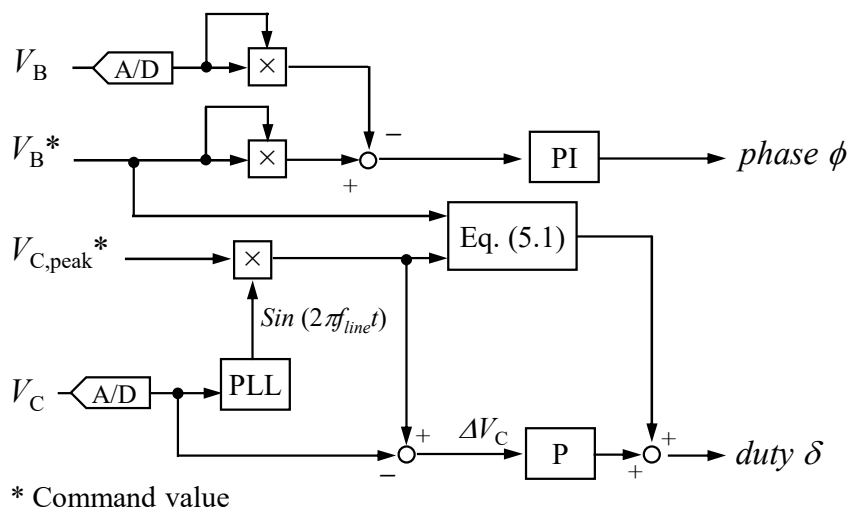 V_B A/D ×
−
V_B* × + PI phase ϕ
Eq. (5.1)
V_C,peak* ×
Sin (2πf_line t)
V_C A/D PLL
+ ΔV_C P + duty δ
− +
* Command value